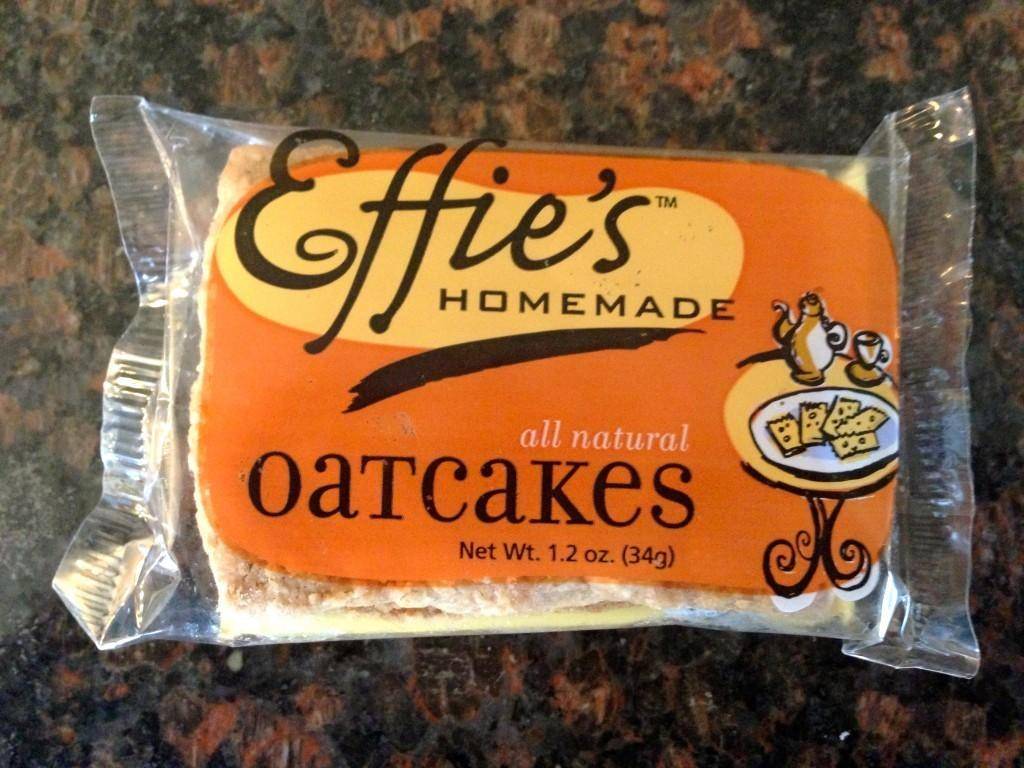 Effie's™
HOMEMADE
all natural
oatcakes
Net Wt. 1.2 oz. (34g)